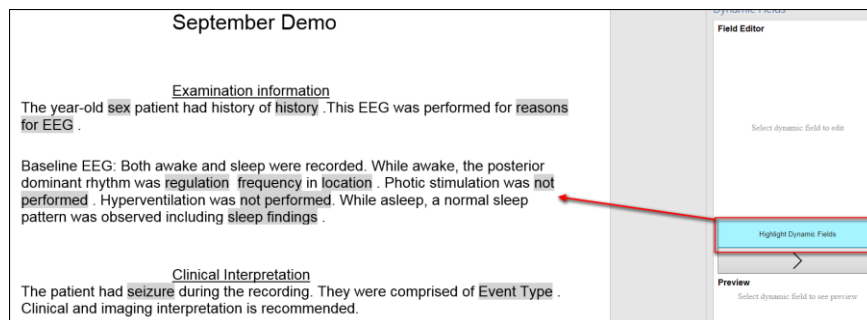 September Demo
Dynamic Fields
Field Editor
Examination information
The year-old sex patient had history of history .This EEG was performed for reasons
for EEG .
Select dynamic field to edit
Baseline EEG: Both awake and sleep were recorded. While awake, the posterior
dominant rhythm was regulation frequency in location . Photic stimulation was not
performed . Hyperventilation was not performed. While asleep, a normal sleep
pattern was observed including sleep findings .
Highlight Dynamic Fields
Clinical Interpretation
The patient had seizure during the recording. They were comprised of Event Type .
Clinical and imaging interpretation is recommended.
Preview
Select dynamic field to see preview